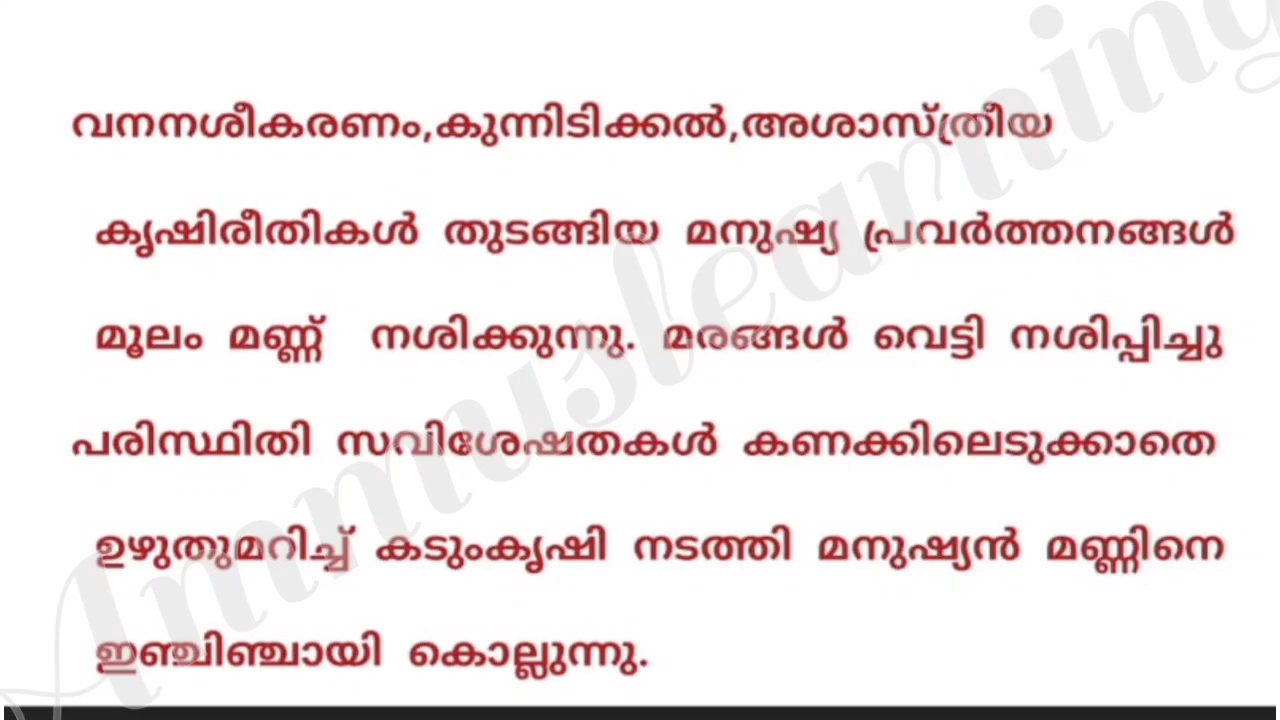 വനനശീകരണം,കുന്നിടിക്കൽ,അശാസ്ത്രീയ
കൃഷിരീതികൾ തുടങ്ങിയ മനുഷ്യ പ്രവർത്തനങ്ങൾ
മൂലം മണ്ണ് നശിക്കുന്നു. മരങ്ങൾ വെട്ടി നശിപ്പിച്ചു
പരിസ്ഥിതി സവിശേഷതകൾ കണക്കിലെടുക്കാതെ
ഉഴുതുമറിച്ച് കടുംകൃഷി നടത്തി മനുഷ്യൻ മണ്ണിനെ
ഇഞ്ചിഞ്ചായി കൊല്ലുന്നു.
Ammuslearning